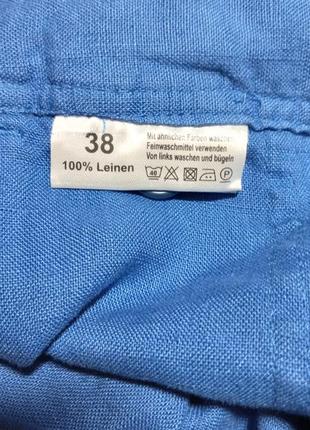 38
100% Leinen
Mit ähnlichen Farben waschen
Feinwaschmittel verwenden
Von links waschen und bügeln
40
P